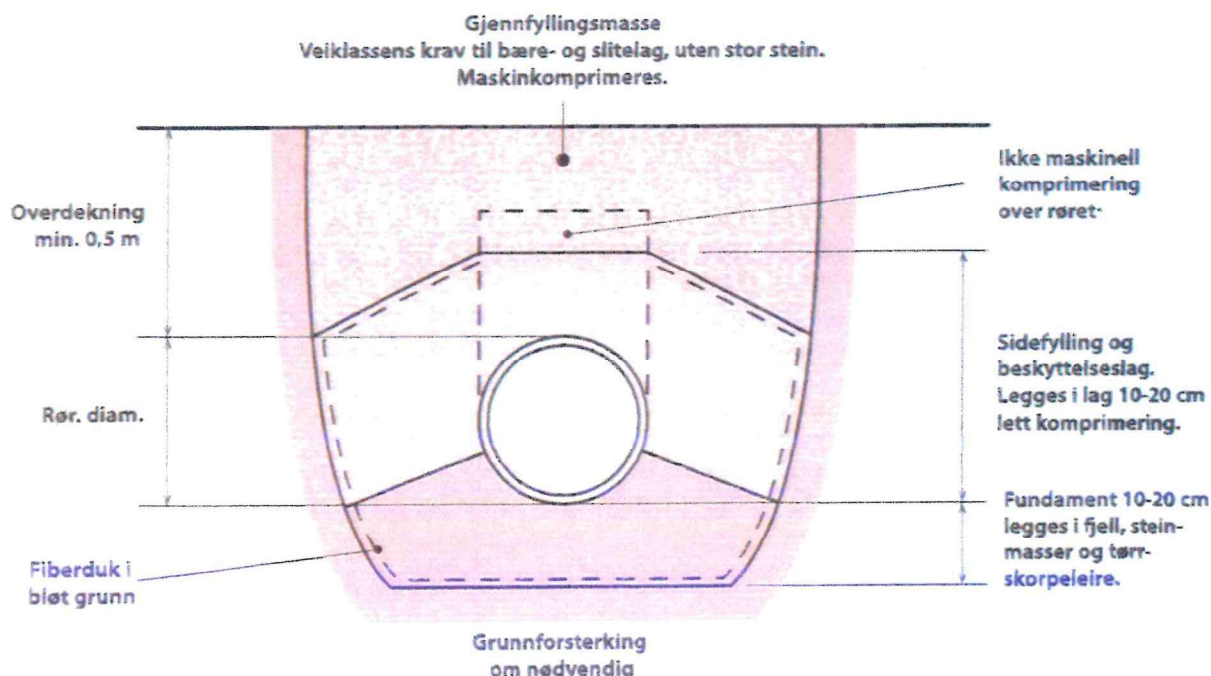 Gjennfyllingsmasse
Veiklassens krav til bære- og slitelag, uten stor stein.
Maskinkomprimeres.
Ikke maskinell
komprimering
over røret
Overdekning
min. 0,5 m
Sidefylling og
beskyttelseslag.
Legges i lag 10-20 cm
lett komprimering.
Rør. diam.
Fundament 10-20 cm
legges i fjell, stein-
masser og tørr-
skorpeleire.
Fiberduk i
bløt grunn
Grunnforsterking
om nødvendig